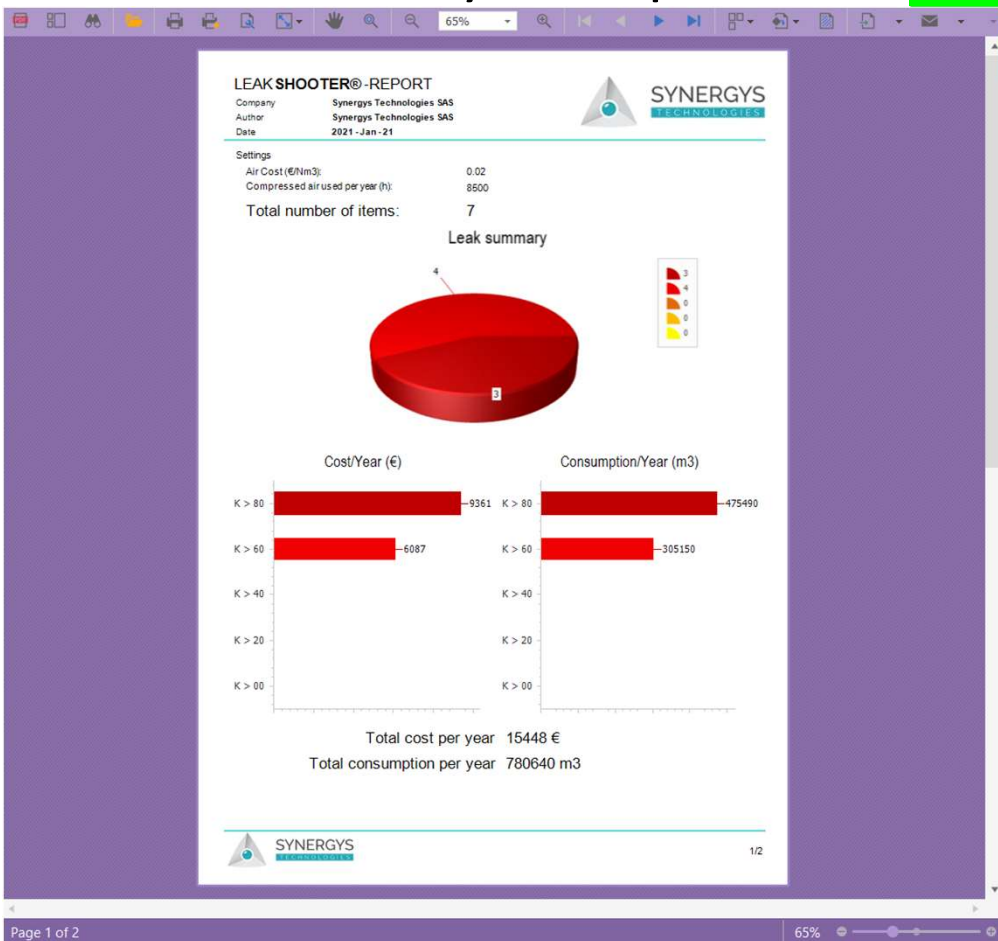 65%
LEAKSHOOTER®-REPORT
Company Synergys Technologies SAS
Author Synergys Technologies SAS
Date 2021-Jan-21
SYNERGYS
TECHNOLOGIES
Settings
Air Cost (€/Nm3): 0.02
Compressed air used per year (h): 8500
Total number of items: 7
Leak summary
4
3
3
4
0
0
0
Cost/Year (€)
K > 80 9361
K > 60 6087
K > 40
K > 20
K > 00
Consumption/Year (m3)
K > 80 475490
K > 60 305150
K > 40
K > 20
K > 00
Total cost per year 15448 €
Total consumption per year 780640 m3
SYNERGYS
TECHNOLOGIES
1/2
Page 1 of 2
65%